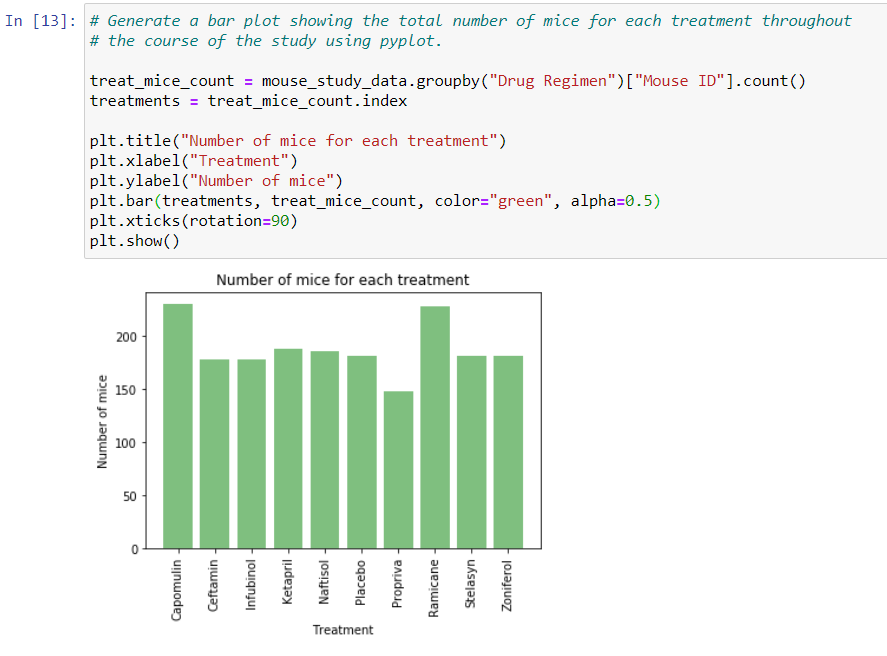 In [13]: # Generate a bar plot showing the total number of mice for each treatment throughout
# the course of the study using pyplot.
treat_mice_count = mouse_study_data.groupby("Drug Regimen")["Mouse ID"].count()
treatments = treat_mice_count.index
plt.title("Number of mice for each treatment")
plt.xlabel("Treatment")
plt.ylabel("Number of mice")
plt.bar(treatments, treat_mice_count, color="green", alpha=0.5)
plt.xticks(rotation=90)
plt.show()
Number of mice for each treatment
Number of mice
200
150
100
50
0
Capomulin
Ceftamin
Infubinol
Ketapril
Naftisol
Placebo
Propriva
Ramicane
Stelasyn
Zoniferol
Treatment